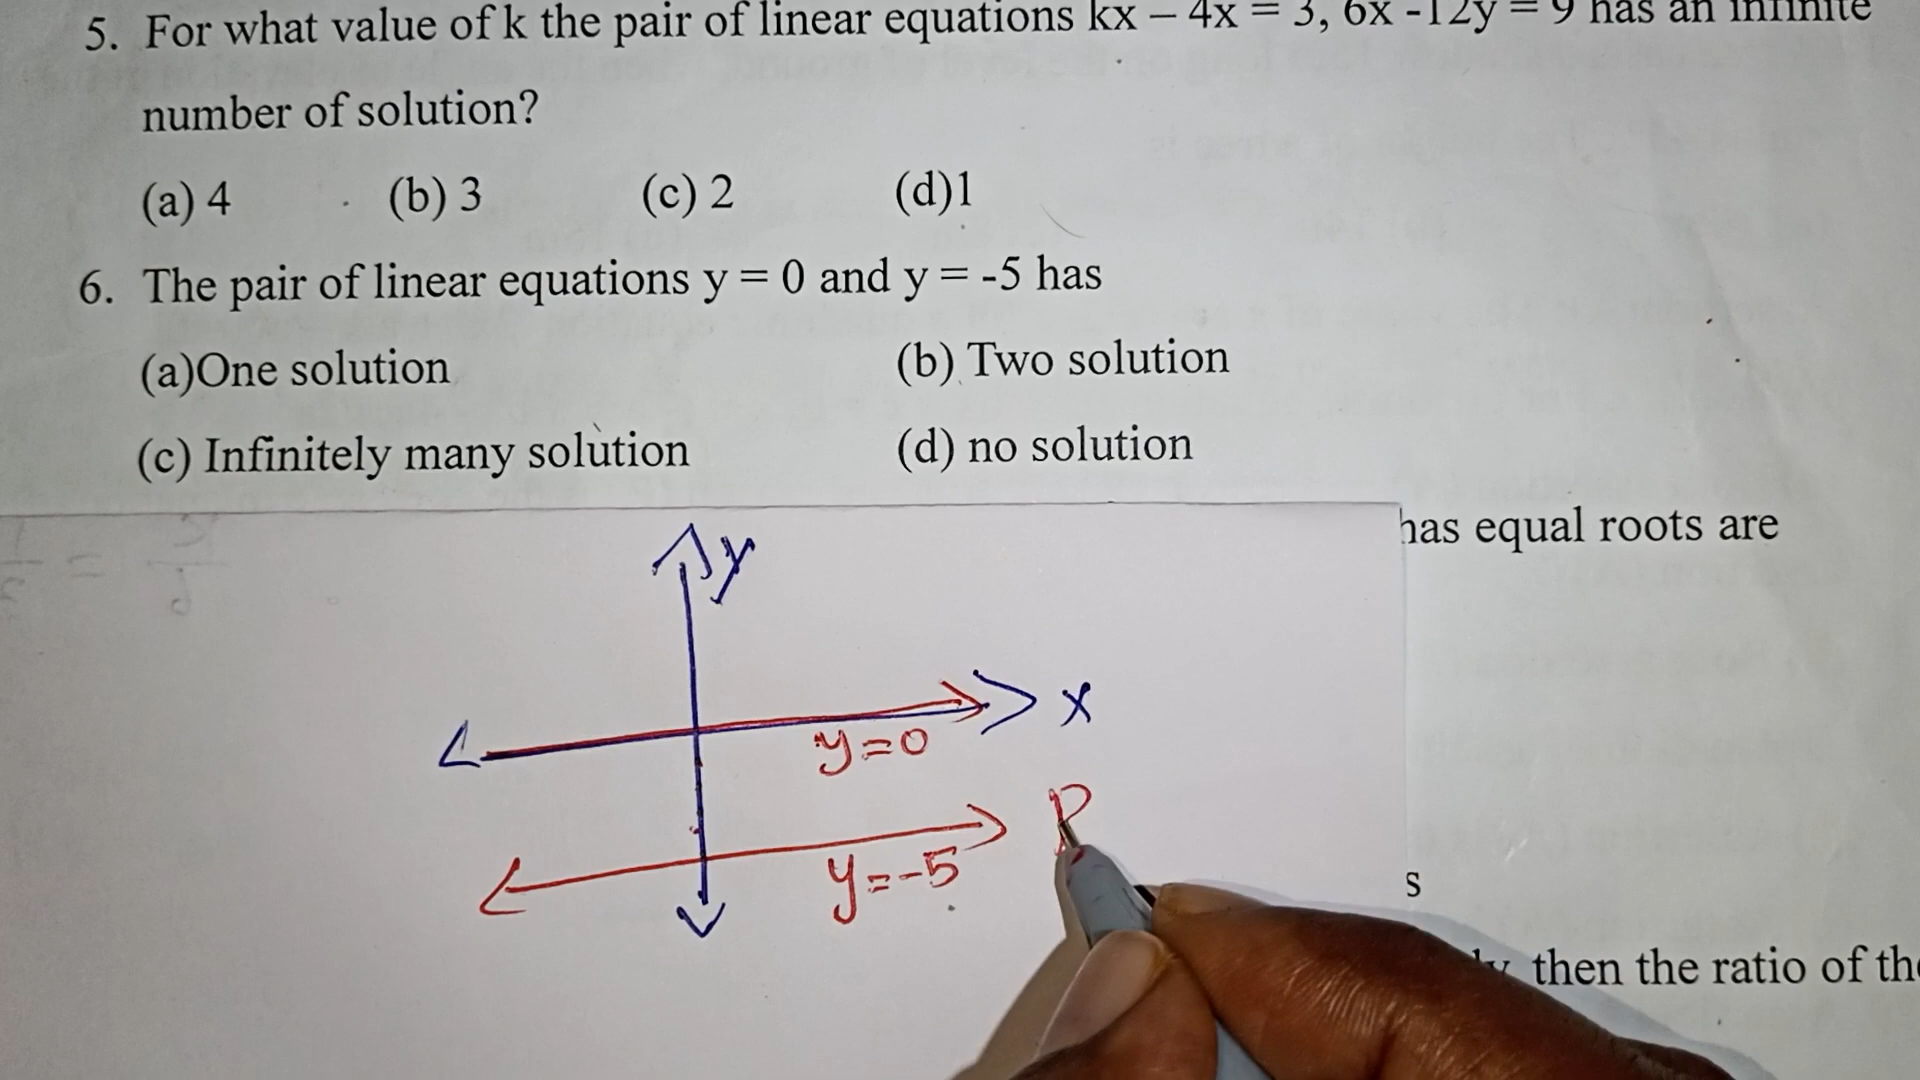 5. For what value of k the pair of linear equations kx – 4x = 3, 6x -12y = 9 has an infinite
number of solution?
(a) 4 (b) 3 (c) 2 (d)1
6. The pair of linear equations y = 0 and y = -5 has
(a)One solution (b) Two solution
(c) Infinitely many solution (d) no solution
has equal roots are
y
x
y=0
P
y=-5
s
then the ratio of the